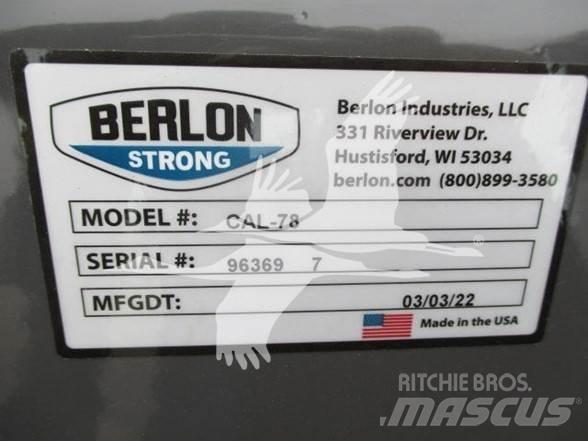 BERLON
STRONG
Berlon Industries, LLC
331 Riverview Dr.
Hustisford, WI 53034
berlon.com (800)899-3580
MODEL #: CAL-78
SERIAL #: 96369 7
MFGDT: 03/03/22
Made in the USA
RITCHIE BROS.
MASCUS